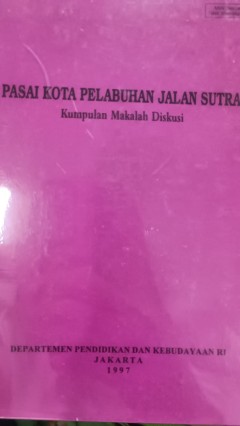 PASAI KOTA PELABUHAN JALAN SUTRA
Kumpulan Makalah Diskusi
DEPARTEMEN PENDIDIKAN DAN KEBUDAYAAN RI
JAKARTA
1997